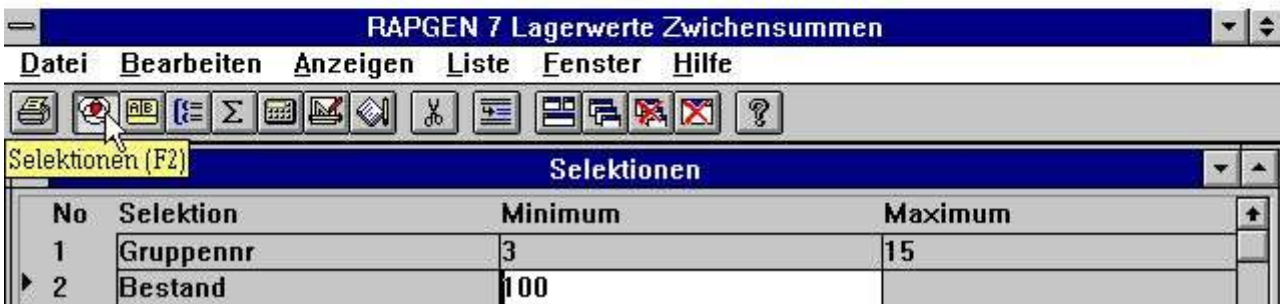 RAPGEN 7 Lagerwerte Zwichensummen
Datei Bearbeiten Anzeigen Liste Fenster Hilfe
Selektionen (F2)
Selektionen
No Selektion Minimum Maximum
1 Gruppennr 3 15
2 Bestand 100